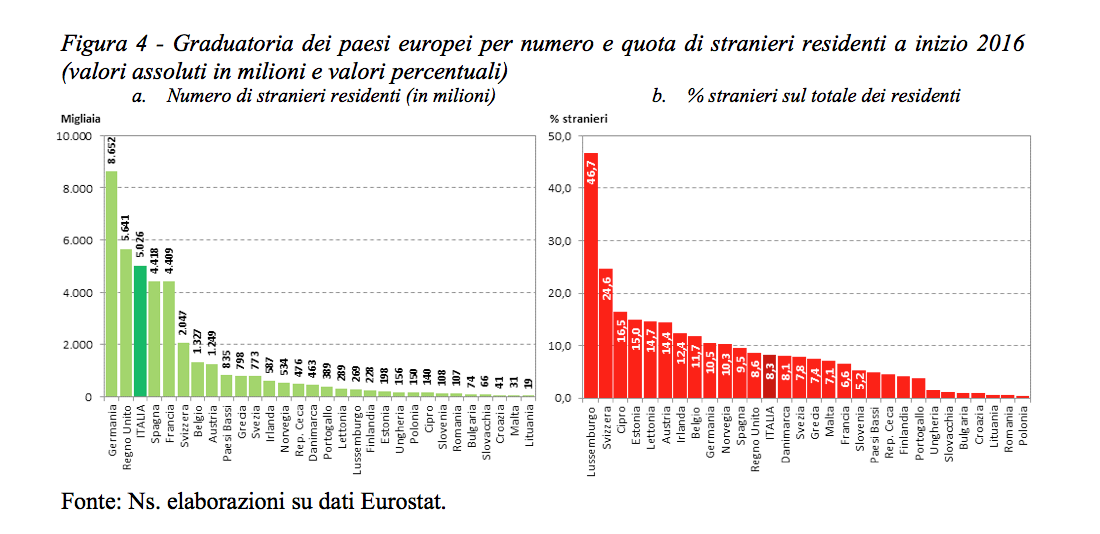 Figura 4 - Graduatoria dei paesi europei per numero e quota di stranieri residenti a inizio 2016
(valori assoluti in milioni e valori percentuali)
a. Numero di stranieri residenti (in milioni)
b. % stranieri sul totale dei residenti
Migliaia
10.000
8.000
6.000
4.000
2.000
0
8.652
5.641
5.026
4.418
4.409
2.047
1.327
1.249
835
798
773
587
534
476
463
389
289
269
228
198
156
150
140
108
107
74
66
41
31
19
Germania
Regno Unito
ITALIA
Spagna
Francia
Svizzera
Belgio
Austria
Paesi Bassi
Grecia
Svezia
Irlanda
Norvegia
Rep. Ceca
Danimarca
Portogallo
Lettonia
Lussemburgo
Finlandia
Estonia
Ungheria
Polonia
Cipro
Slovenia
Romania
Bulgaria
Slovacchia
Croazia
Malta
Lituania
% stranieri
50,0
40,0
30,0
20,0
10,0
0,0
46,7
24,6
16,5
15,0
14,7
14,4
12,4
11,7
10,5
10,3
9,5
8,6
8,3
8,1
7,8
7,4
7,1
6,6
5,2
Lussemburgo
Svizzera
Cipro
Estonia
Lettonia
Austria
Irlanda
Belgio
Germania
Norvegia
Spagna
Regno Unito
ITALIA
Danimarca
Svezia
Grecia
Malta
Francia
Slovenia
Paesi Bassi
Rep. Ceca
Finlandia
Portogallo
Ungheria
Slovacchia
Bulgaria
Croazia
Lituania
Romania
Polonia
Fonte: Ns. elaborazioni su dati Eurostat.